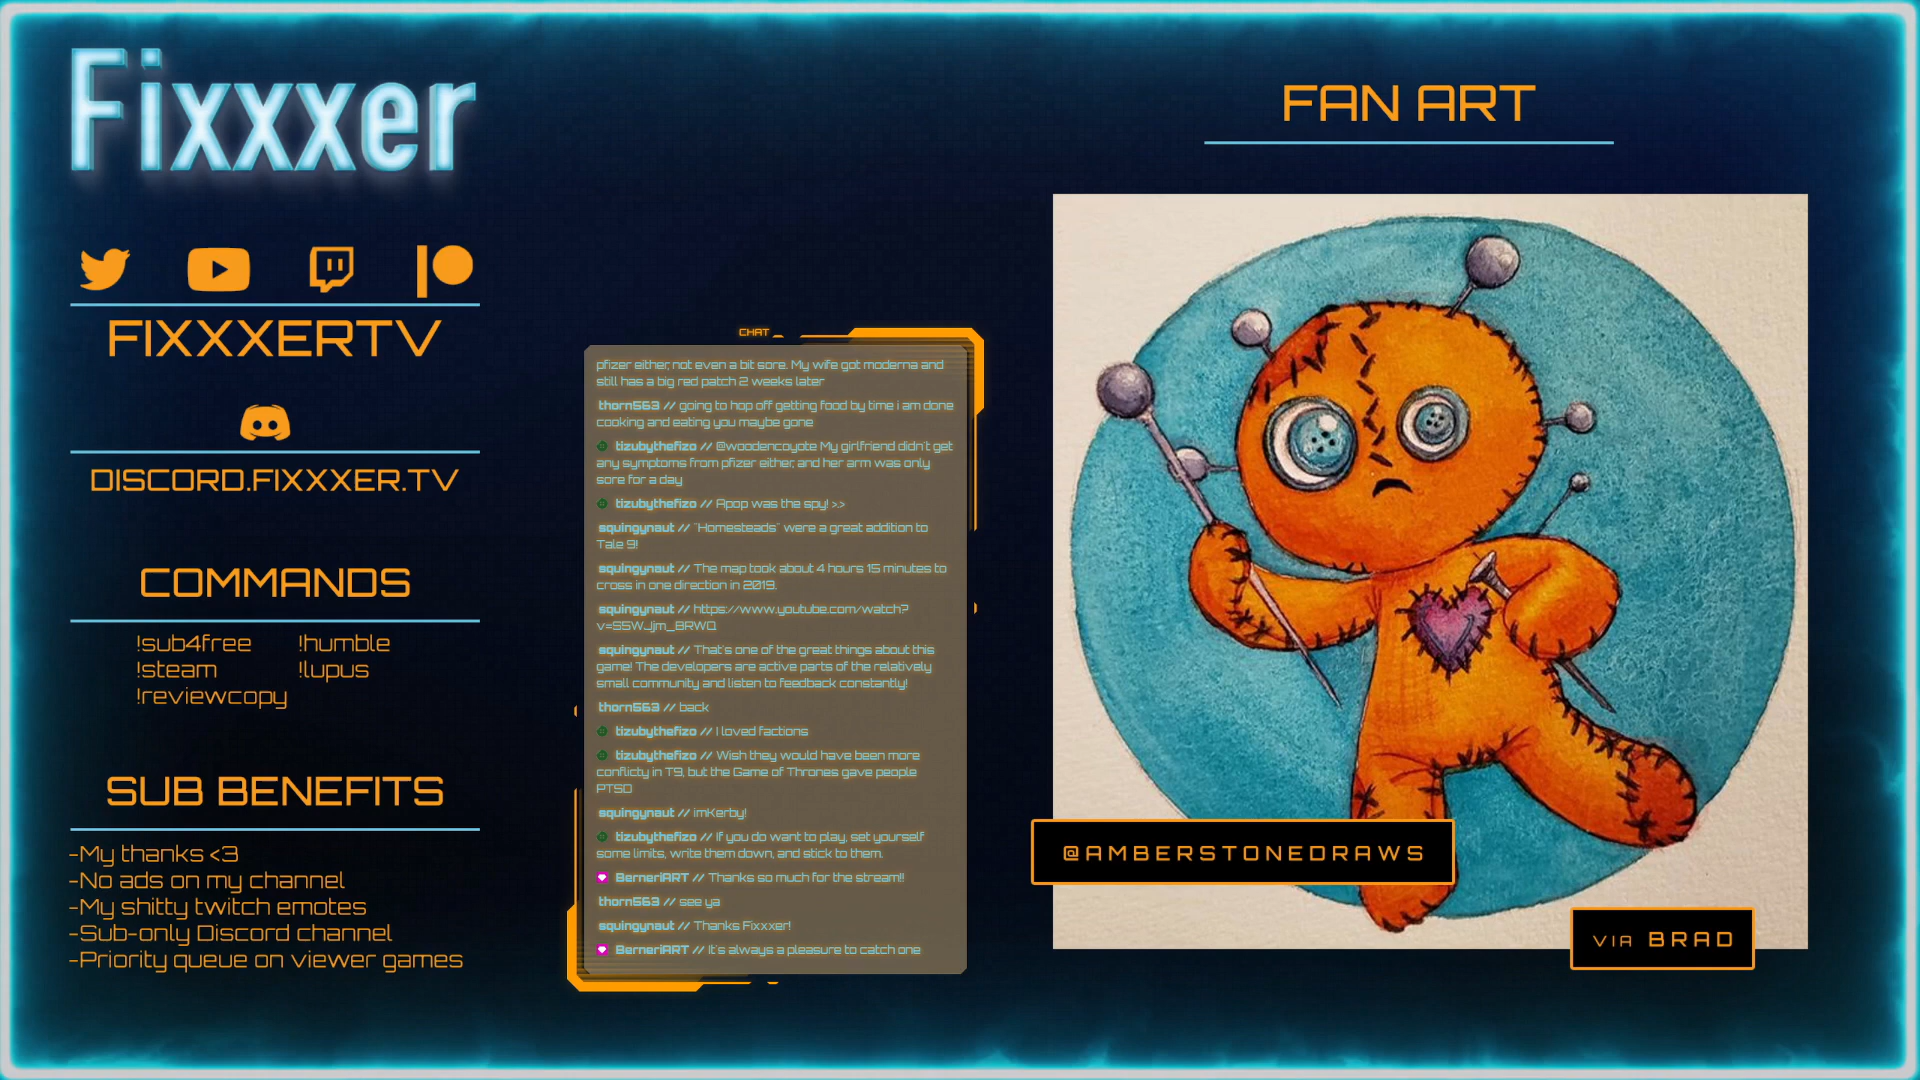 Fixxxer
FIXXXERTV
DISCORD.FIXXXER.TV
COMMANDS
!sub4free !humble
!steam !lupus
!reviewcopy
SUB BENEFITS
-My thanks <3
-No ads on my channel
-My shitty twitch emotes
-Sub-only Discord channel
-Priority queue on viewer games
CHAT
pfizer either, not even a bit sore. My wife got moderna and
still has a big red patch 2 weeks later
thorn563 // going to hop off getting food by time i am done
cooking and eating you maybe gone
tizubythefizo // @woodencoyote My girlfriend didn't get
any symptoms from pfizer either, and her arm was only
sore for a day
tizubythefizo // Apop was the spy! >.>
squingynaut // "Homesteads" were a great addition to
Tale 9!
squingynaut // The map took about 4 hours 15 minutes to
cross in one direction in 2019.
squingynaut // https://www.youtube.com/watch?
squingynaut // That's one of the great things about this
game! The developers are active parts of the relatively
small community and listen to feedback constantly!
thorn563 // back
tizubythefizo // I loved factions
tizubythefizo // Wish they would have been more
conflicty in T9, but the Game of Thrones gave people
PTSD
squingynaut // imKerby!
tizubythefizo // If you do want to play, set yourself
some limits, write them down, and stick to them.
BerneriART // Thanks so much for the stream!!
thorn563 // see ya
squingynaut // Thanks Fixxxer!
BerneriART // It's always a pleasure to catch one
FAN ART
@AMBERSTONEDRAWS
VIA BRAD